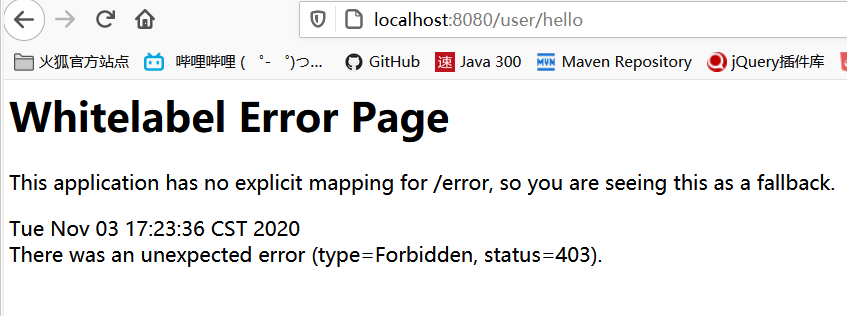 localhost:8080/user/hello
火狐官方站点 哔哩哔哩 ( ゜- ゜)つ... GitHub 速 Java 300 MVN Maven Repository jQuery插件库
Whitelabel Error Page
This application has no explicit mapping for /error, so you are seeing this as a fallback.
Tue Nov 03 17:23:36 CST 2020
There was an unexpected error (type=Forbidden, status=403).